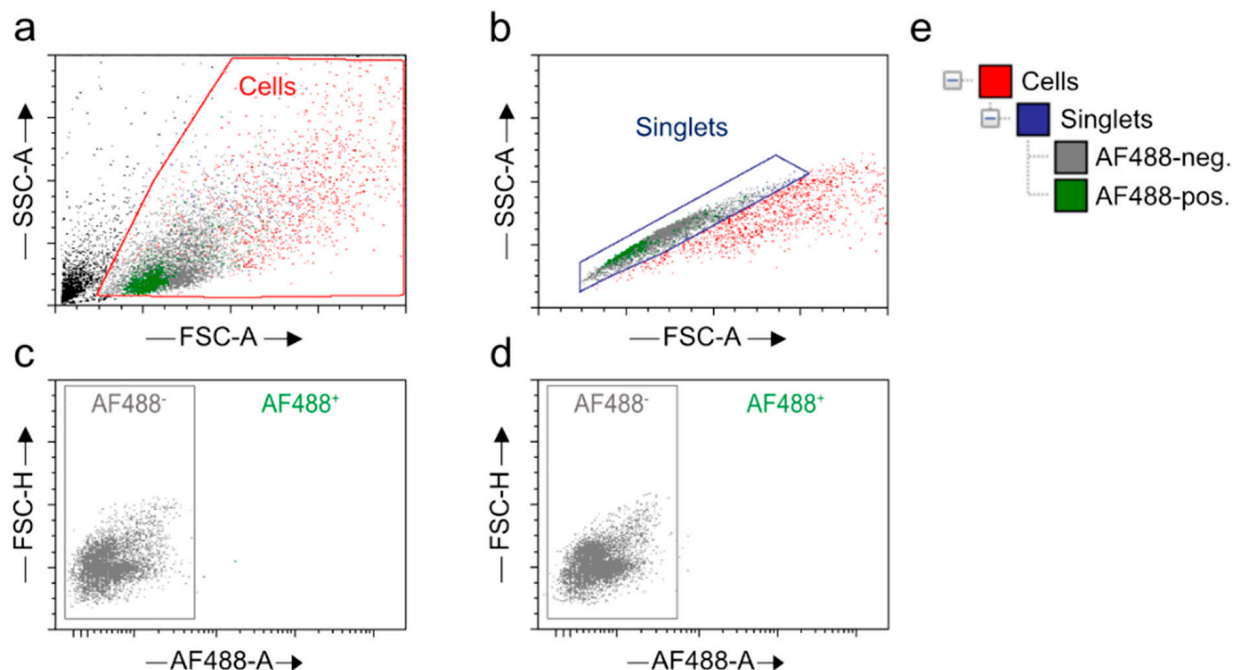 a
Cells
— SSC-A →
— FSC-A →
b
Singlets
— SSC-A →
— FSC-A →
e
Cells
Singlets
AF488-neg.
AF488-pos.
c
AF488⁻
AF488⁺
— FSC-H →
— AF488-A →
d
AF488⁻
AF488⁺
— FSC-H →
— AF488-A →